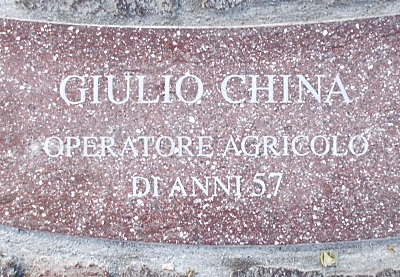 GIULIO CHINA
OPERATORE AGRICOLO
DI ANNI 57